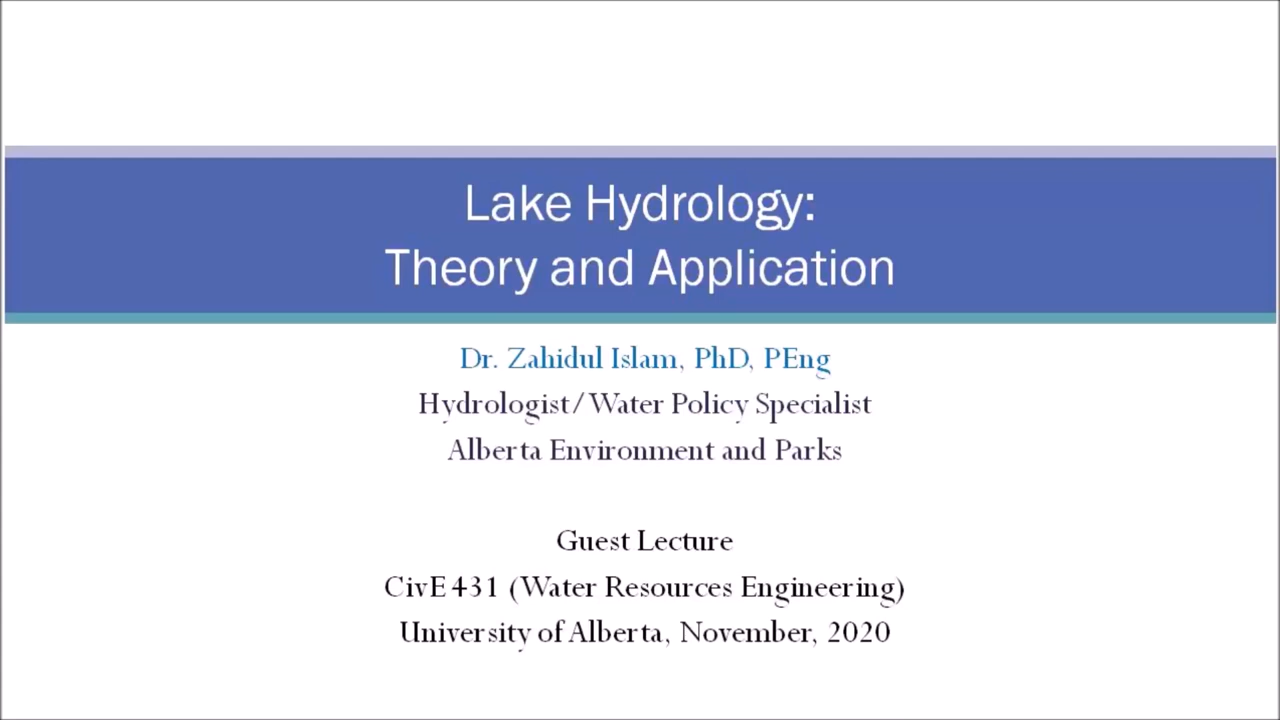 Lake Hydrology:
Theory and Application
Dr. Zahidul Islam, PhD, PEng
Hydrologist/Water Policy Specialist
Alberta Environment and Parks
Guest Lecture
CivE 431 (Water Resources Engineering)
University of Alberta, November, 2020